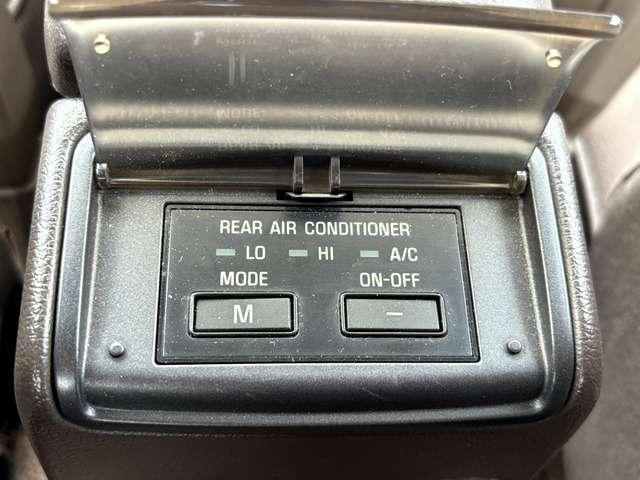 REAR AIR CONDITIONER
LO HI A/C
MODE ON-OFF
M –